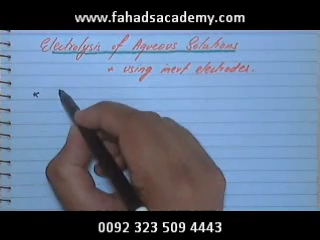 www.fahadsacademy.com
Electrolysis of Aqueous Solutions
* using inert electrodes.
*
0092 323 509 4443